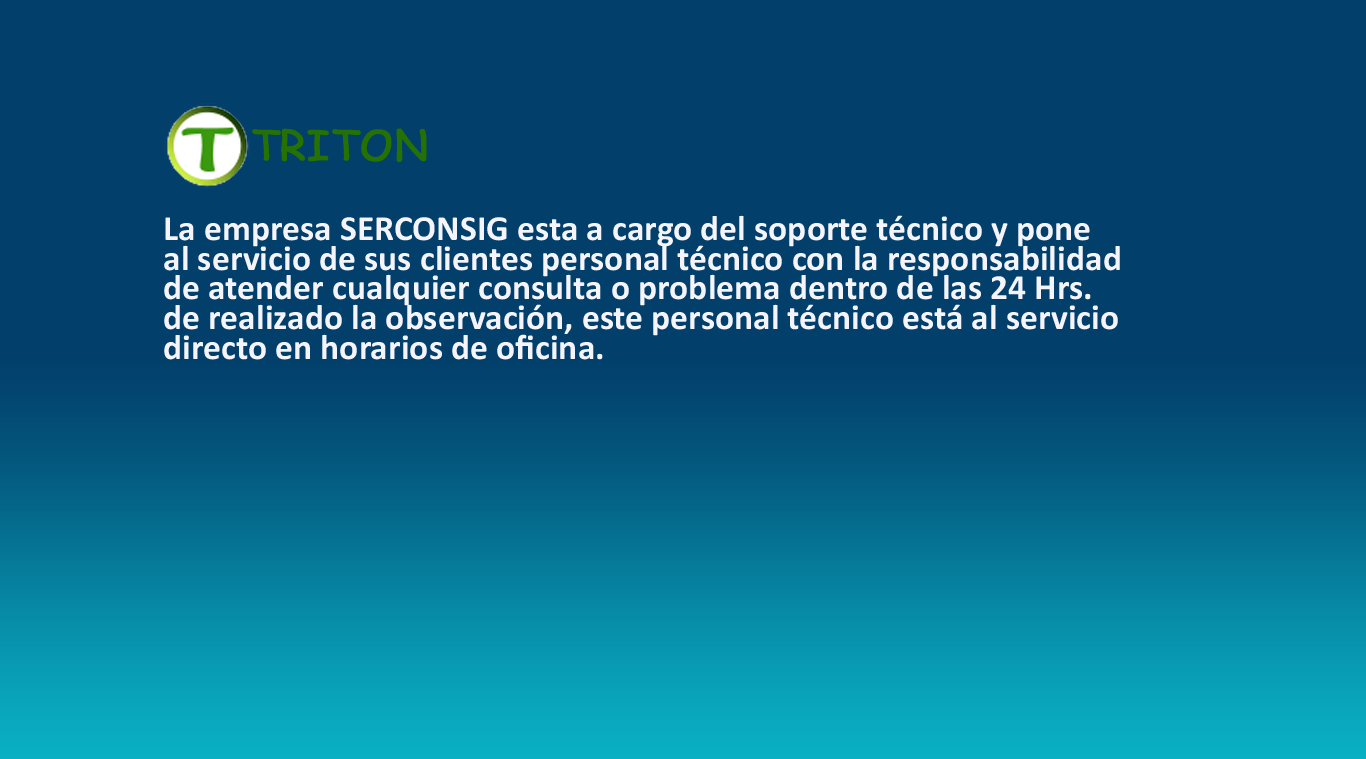 T TRITON
La empresa SERCONSIG esta a cargo del soporte técnico y pone
al servicio de sus clientes personal técnico con la responsabilidad
de atender cualquier consulta o problema dentro de las 24 Hrs.
de realizado la observación, este personal técnico está al servicio
directo en horarios de oficina.